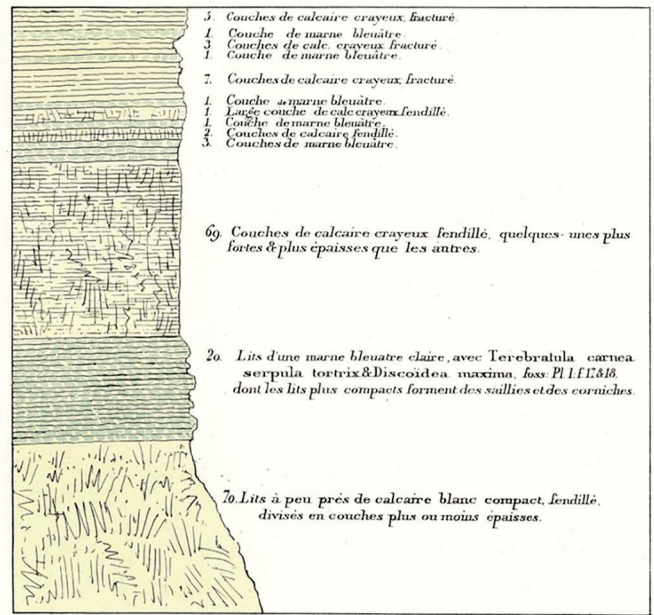 5. Couches de calcaire crayeux fracturé.
1. Couche de marne bleuâtre.
3. Couches de calc. crayeux fracturé.
1. Couche de marne bleuâtre.
7. Couches de calcaire crayeux, fracturé.
1. Couche de marne bleuâtre.
1. Large couche de calc. crayeux fendillé.
1. Couche de marne bleuâtre.
2. Couches de calcaire fendillé.
3. Couches de marne bleuâtre.
69. Couches de calcaire crayeux fendillé, quelques-unes plus
fortes & plus épaisses que les antres.
20. Lits d'une marne bleuatre claire, avec Terebratula carnea
serpula tortrix & Discoïdea maxima, foss: Pl 1: f. 17 & 18,
dont les lits plus compacts forment des saillies et des corniches.
70. Lits à peu prés de calcaire blanc compact, fendillé,
divisés en couches plus ou moins épaisses.